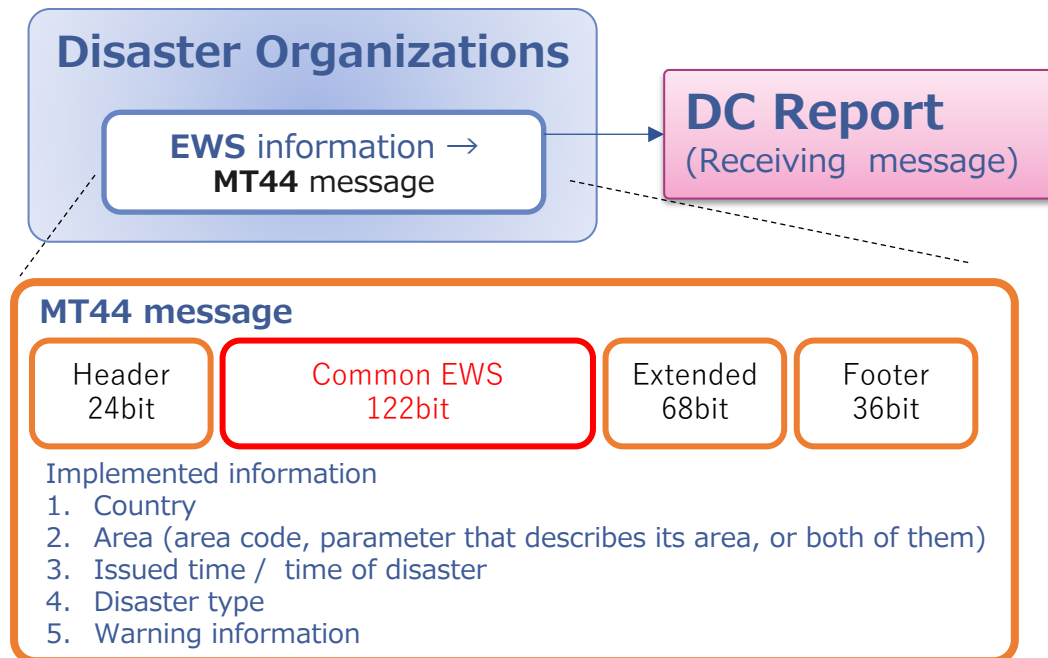 Disaster Organizations
EWS information →
MT44 message
DC Report
(Receiving message)
MT44 message
Header
24bit
Common EWS
122bit
Extended
68bit
Footer
36bit
Implemented information
1. Country
2. Area (area code, parameter that describes its area, or both of them)
3. Issued time / time of disaster
4. Disaster type
5. Warning information